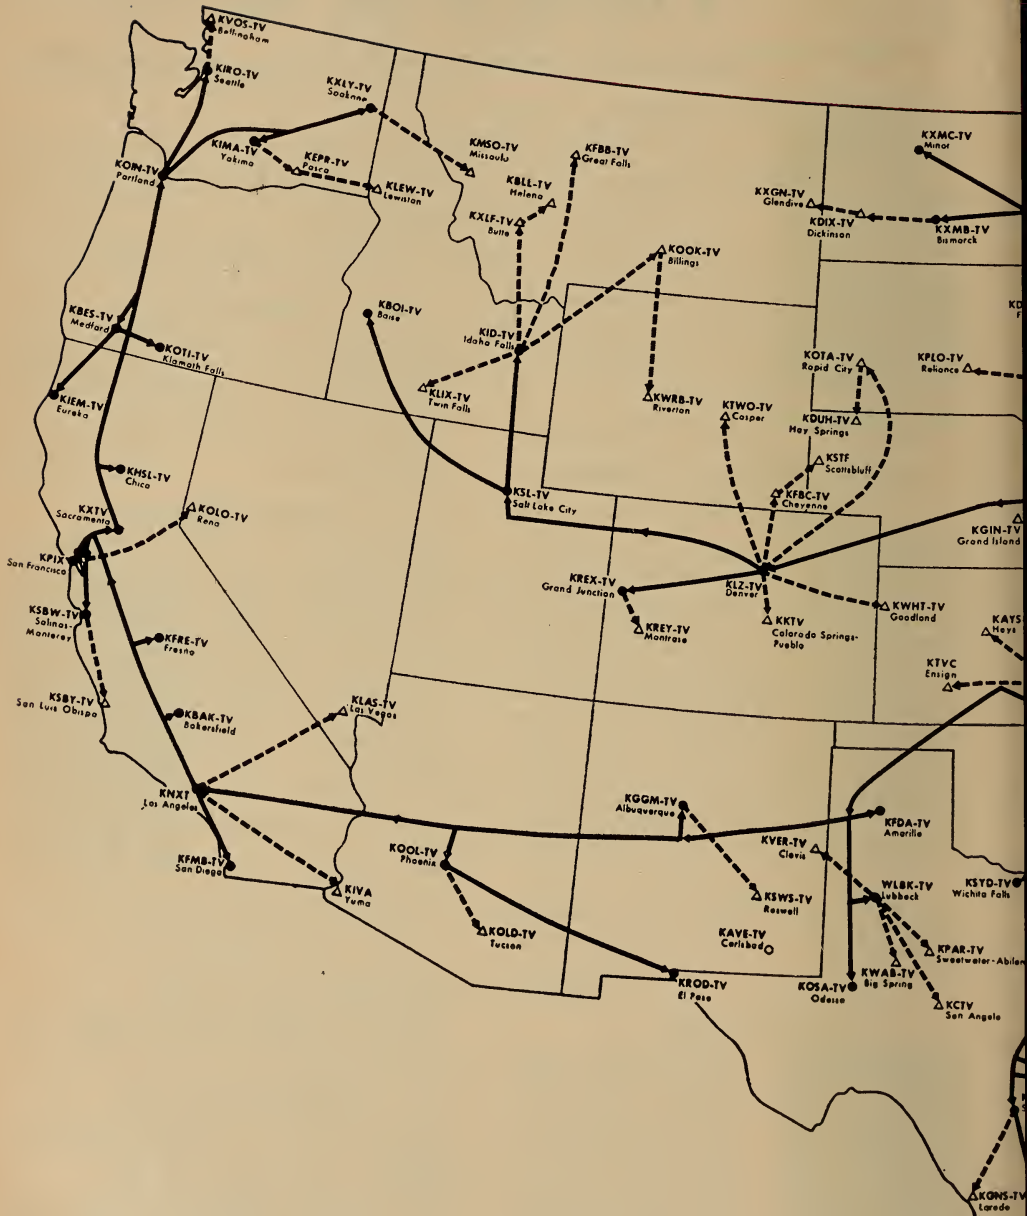 KVOS-TV
Bellingham
KIRO-TV
Seattle
KXLY-TV
Spokane
KIMA-TV
Yakima
KEPR-TV
Pasco
KLEW-TV
Lewiston
KOIN-TV
Portland
KMSO-TV
Missoula
KFBB-TV
Great Falls
KBLL-TV
Helena
KXLF-TV
Butte
KXMC-TV
Minot
KXGN-TV
Glendive
KDIX-TV
Dickinson
KXMB-TV
Bismarck
KOOK-TV
Billings
KBES-TV
Medford
KOTI-TV
Klamath Falls
KBOI-TV
Boise
KID-TV
Idaho Falls
KD
F
KOTA-TV
Rapid City
KPLO-TV
Reliance
KIEM-TV
Eureka
KLIX-TV
Twin Falls
KWRB-TV
Riverton
KTWO-TV
Casper
KDUH-TV
Hay Springs
KHSL-TV
Chico
KSTF
Scottsbluff
KXTV
Sacramento
KOLO-TV
Reno
KSL-TV
Salt Lake City
KFBC-TV
Cheyenne
KGIN-TV
Grand Island
KPIX
San Francisco
KREX-TV
Grand Junction
KLZ-TV
Denver
KWHT-TV
Goodland
KSBW-TV
Salinas-
Monterey
KFRE-TV
Fresno
KREY-TV
Montrose
KKTV
Colorado Springs-
Pueblo
KAYS
Hays
KTVC
Ensign
KSBY-TV
San Luis Obispo
KLAS-TV
Las Vegas
KBAK-TV
Bakersfield
KNXT
Los Angeles
KGGM-TV
Albuquerque
KFDA-TV
Amarillo
KFMB-TV
San Diego
KOOL-TV
Phoenix
KVER-TV
Clovis
KIVA
Yuma
KSWS-TV
Roswell
WLBK-TV
Lubbock
KSYD-TV
Wichita Falls
KOLD-TV
Tucson
KAVE-TV
Carlsbad
KPAR-TV
Sweetwater-Abilen
KROD-TV
El Paso
KOSA-TV
Odessa
KWAB-TV
Big Spring
KCTV
San Angelo
KGNS-TV
Laredo